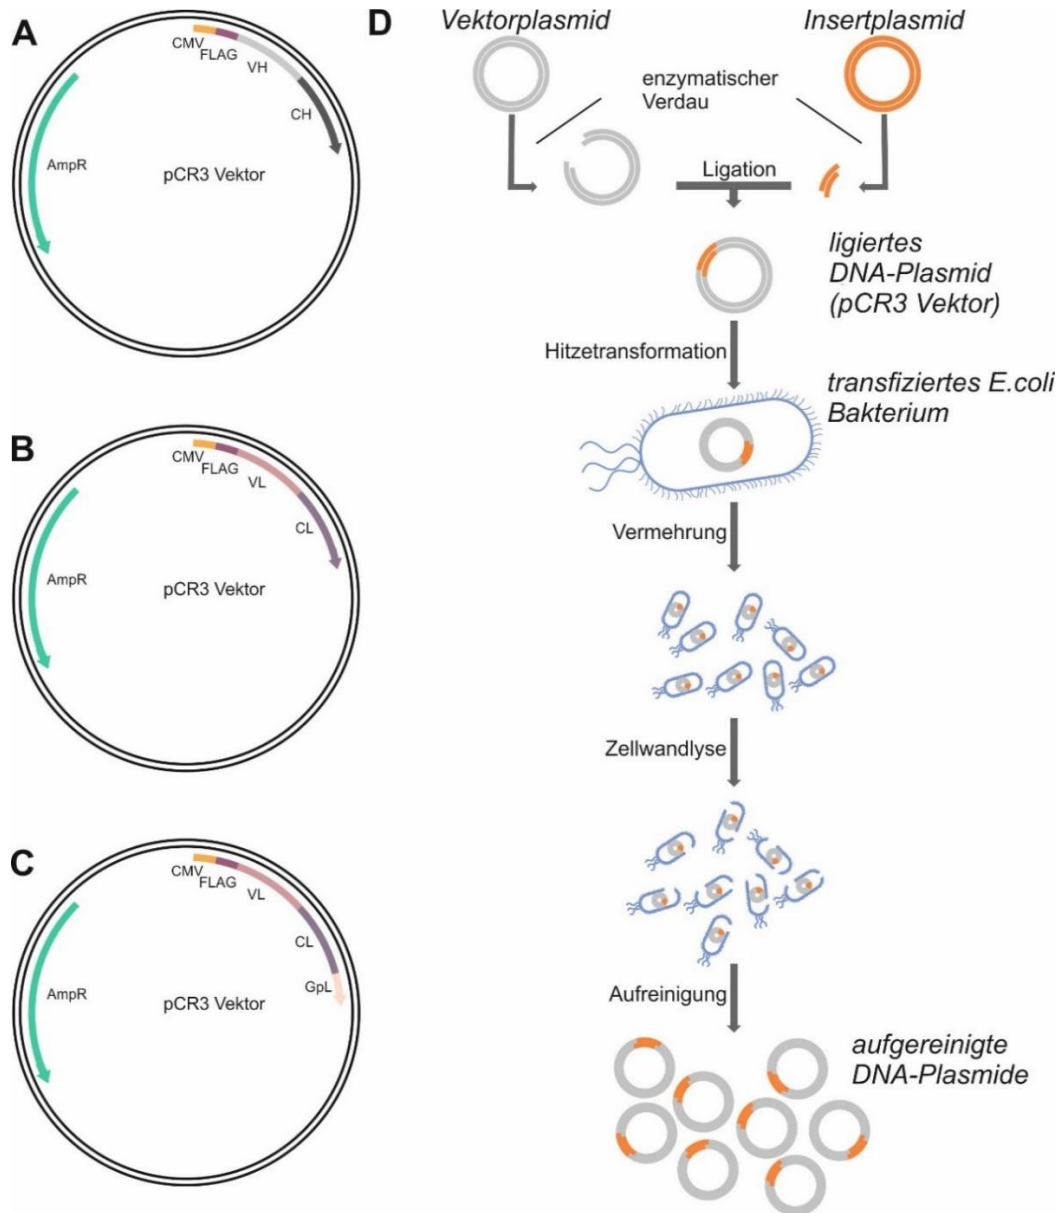 A
CMV
FLAG
VH
CH
AmpR
pCR3 Vektor
B
CMV
FLAG
VL
CL
AmpR
pCR3 Vektor
C
CMV
FLAG
VL
CL
GpL
AmpR
pCR3 Vektor
D
Vektorplasmid
Insertplasmid
enzymatischer
Verdau
Ligation
ligiertes
DNA-Plasmid
(pCR3 Vektor)
Hitzetransformation
transfiziertes E.coli
Bakterium
Vermehrung
Zellwandlyse
Aufreinigung
aufgereinigte
DNA-Plasmide